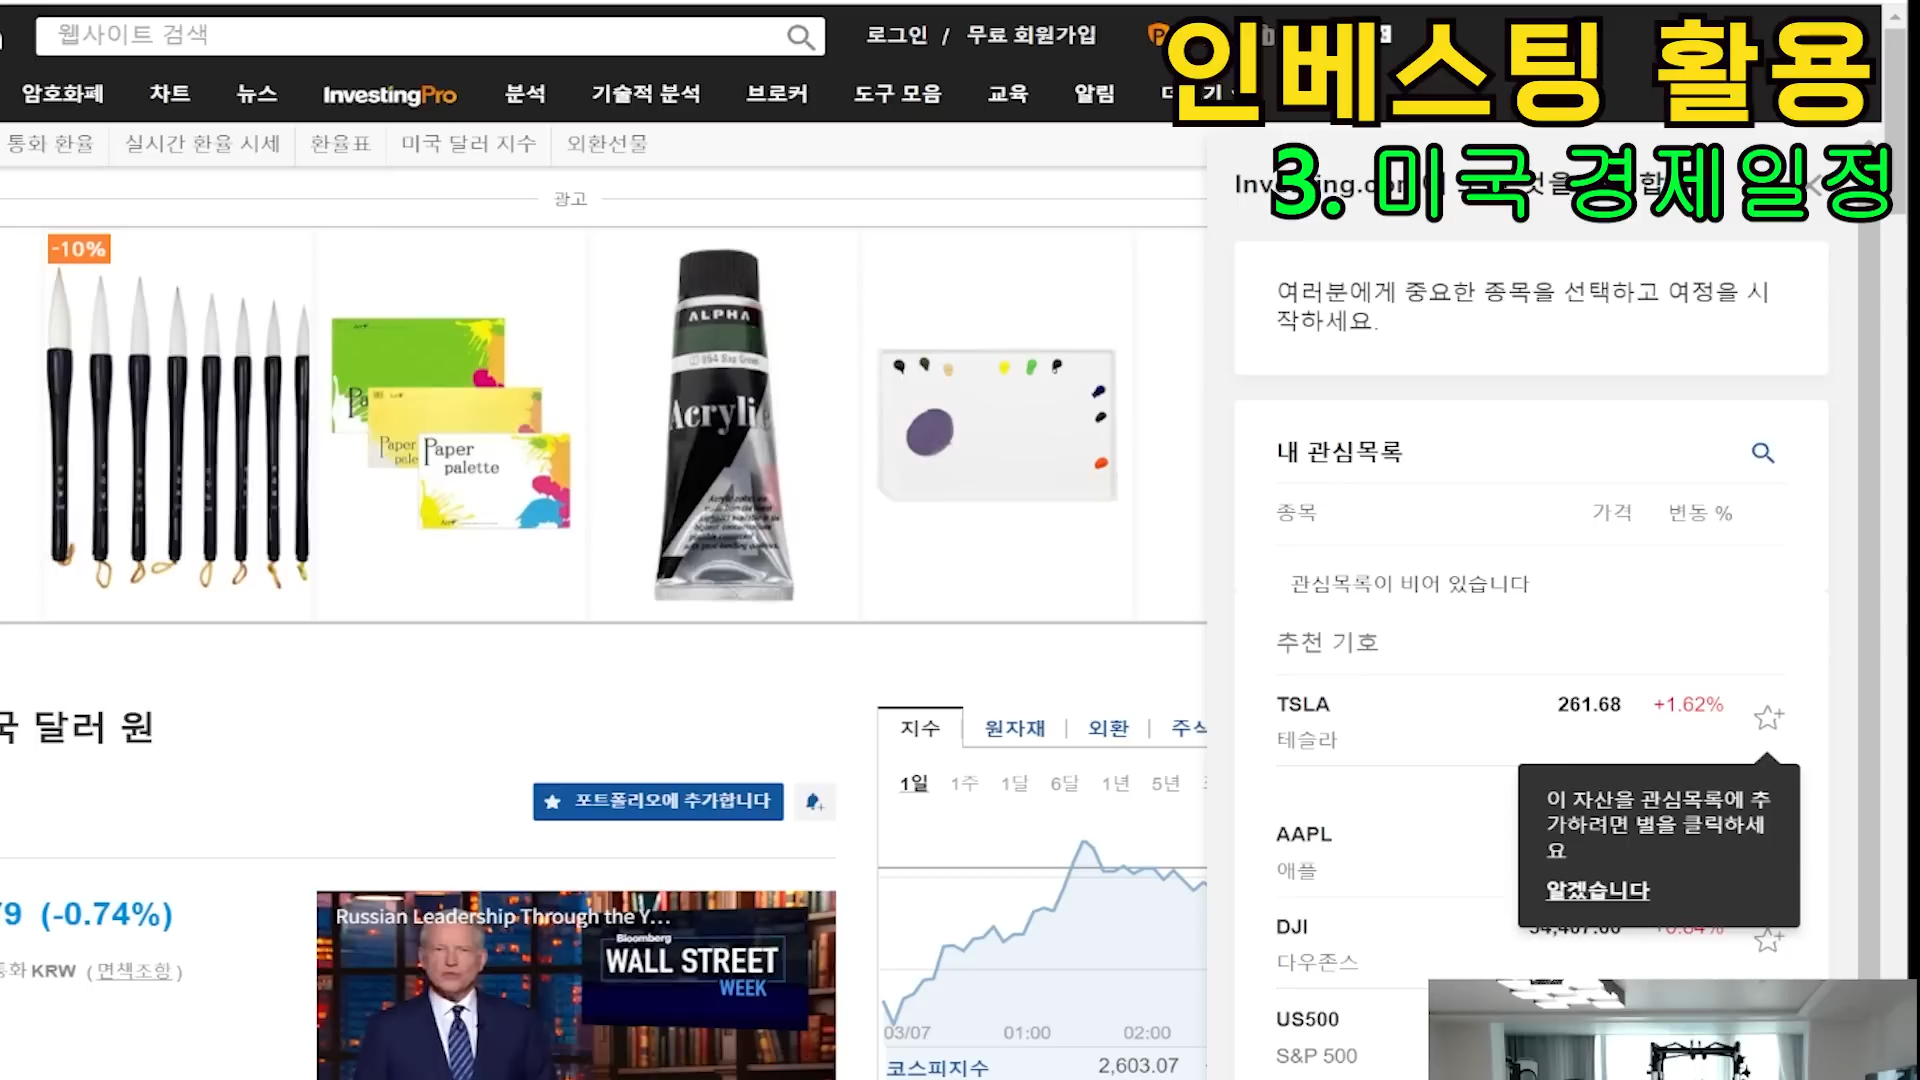 웹사이트 검색
로그인 / 무료 회원가입
인베스팅 활용
암호화폐 차트 뉴스 InvestingPro 분석 기술적 분석 브로커 도구 모음 교육 알림
통화 환율 실시간 환율 시세 환율표 미국 달러 지수 외환선물
3. 미국 경제일정
광고
-10%
Paper
palette
Paper
ALPHA
Acrylic
여러분에게 중요한 종목을 선택하고 여정을 시
작하세요.
내 관심목록
종목 가격 변동 %
관심목록이 비어 있습니다
추천 기호
TSLA 261.68 +1.62%
테슬라
이 자산을 관심목록에 추
가하려면 별을 클릭하세
요
알겠습니다
AAPL
애플
DJI
다우존스
US500
S&P 500
달러 원
포트폴리오에 추가합니다
9 (-0.74%)
KRW (면책조항)
Russian Leadership Through the Y...
Bloomberg
WALL STREET
WEEK
지수 원자재 외환 주식
1일 1주 1달 6달 1년 5년
03/07 01:00 02:00
코스피지수 2,603.07